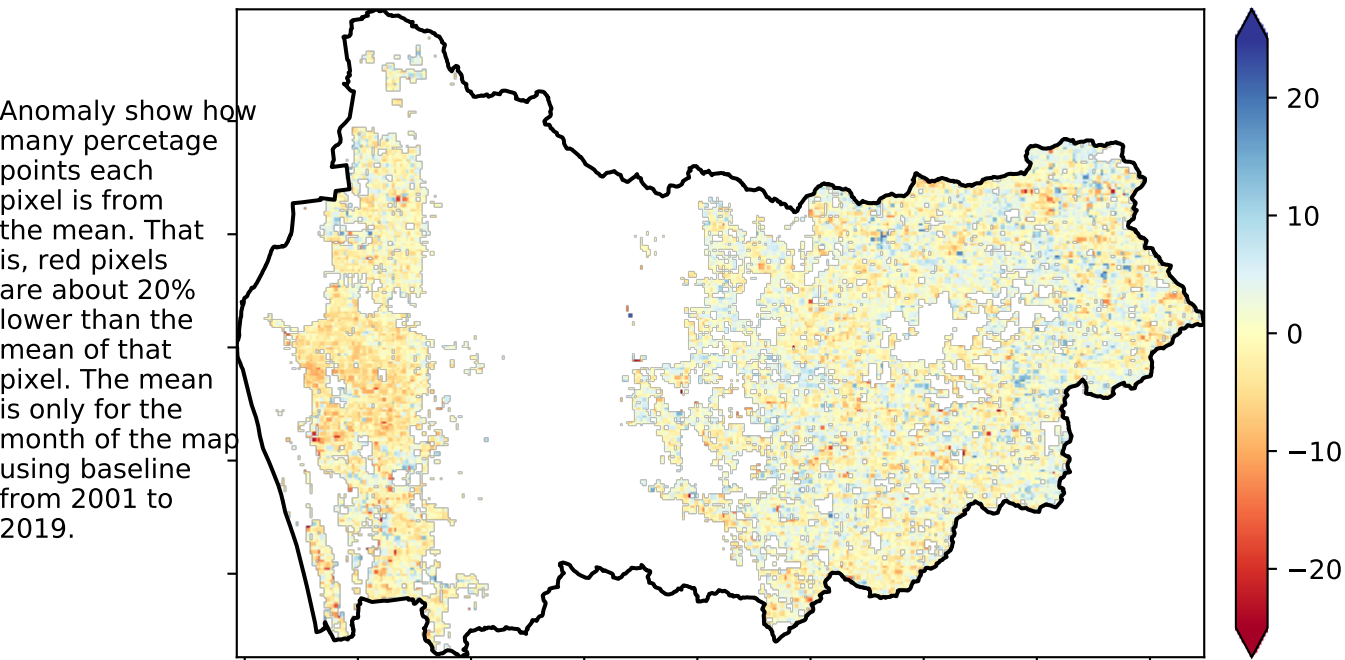 Anomaly show how
many percetage
points each
pixel is from
the mean. That
is, red pixels
are about 20%
lower than the
mean of that
pixel. The mean
is only for the
month of the map
using baseline
from 2001 to
2019.
20
10
0
−10
−20